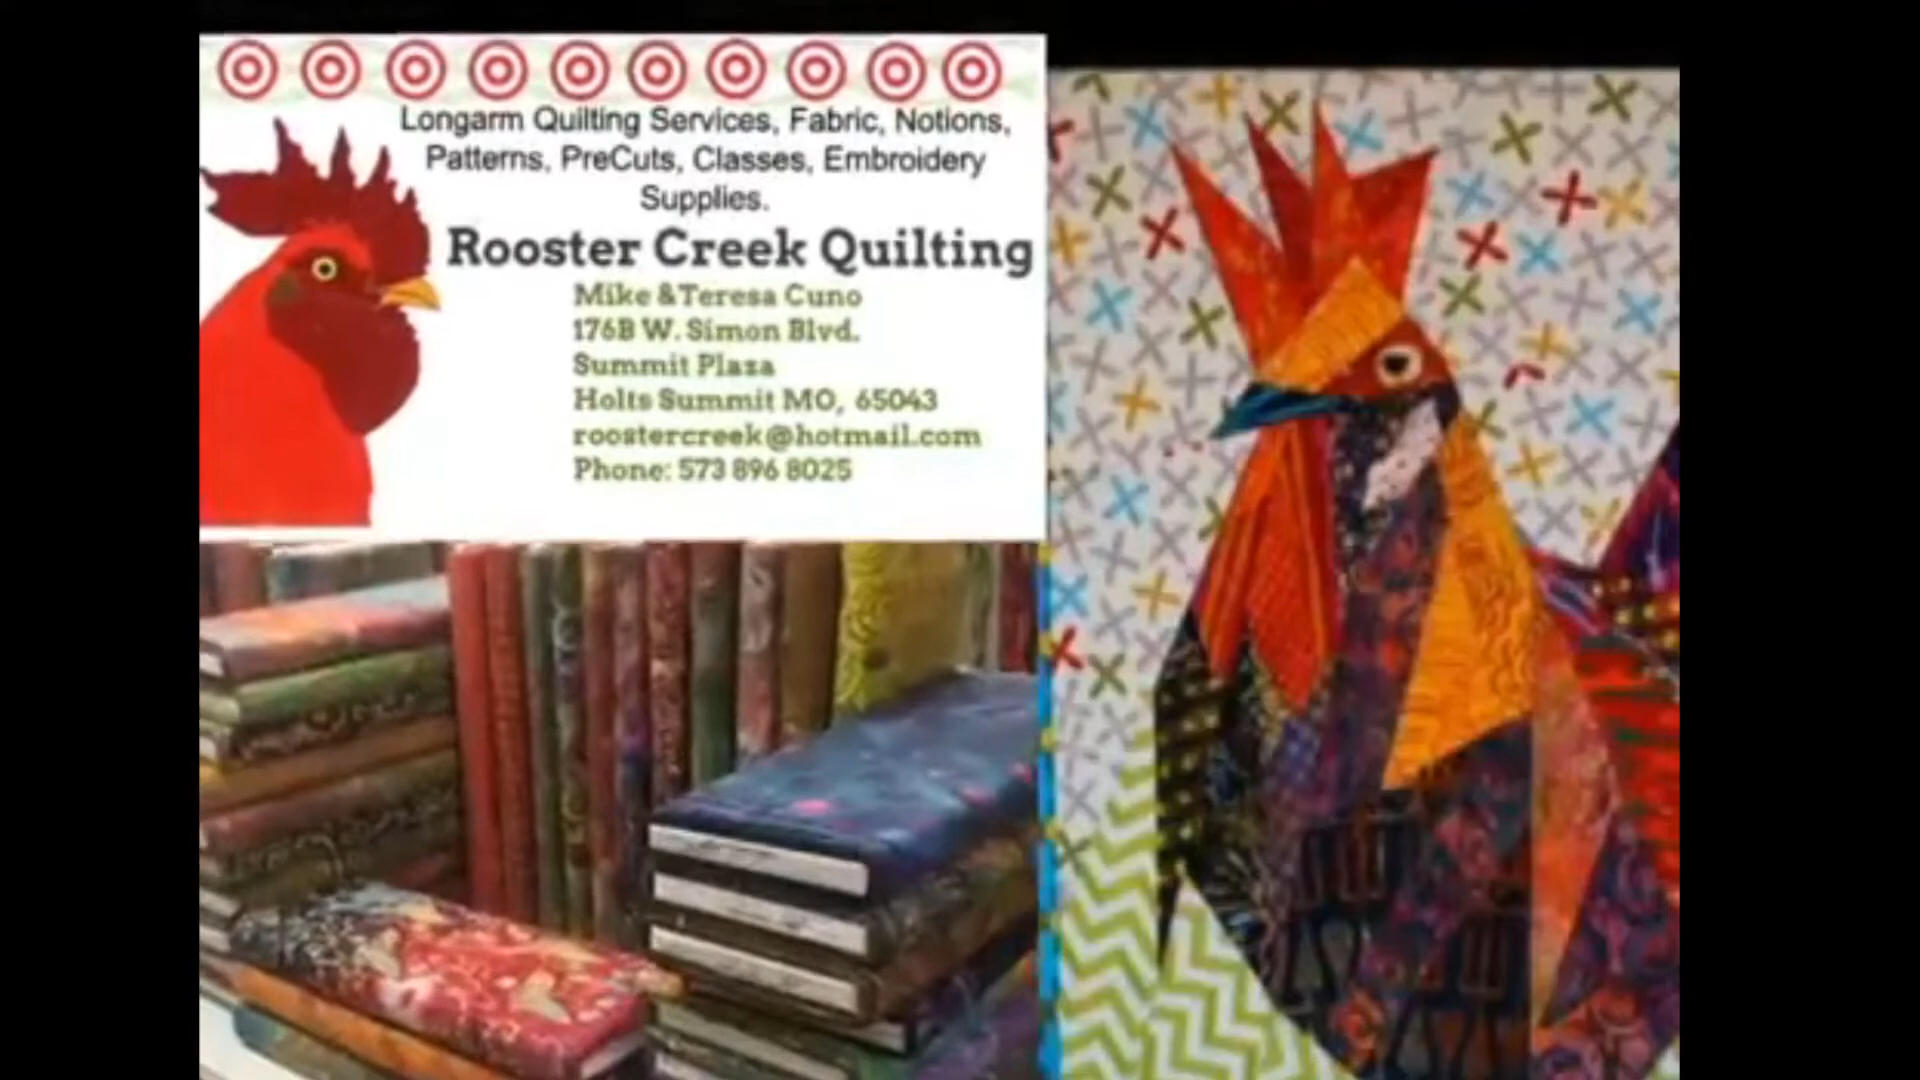 Longarm Quilting Services, Fabric, Notions,
Patterns, PreCuts, Classes, Embroidery
Supplies.
Rooster Creek Quilting
Mike &Teresa Cuno
176B W. Simon Blvd.
Summit Plaza
Holts Summit MO, 65043
roostercreek@hotmail.com
Phone: 573 896 8025